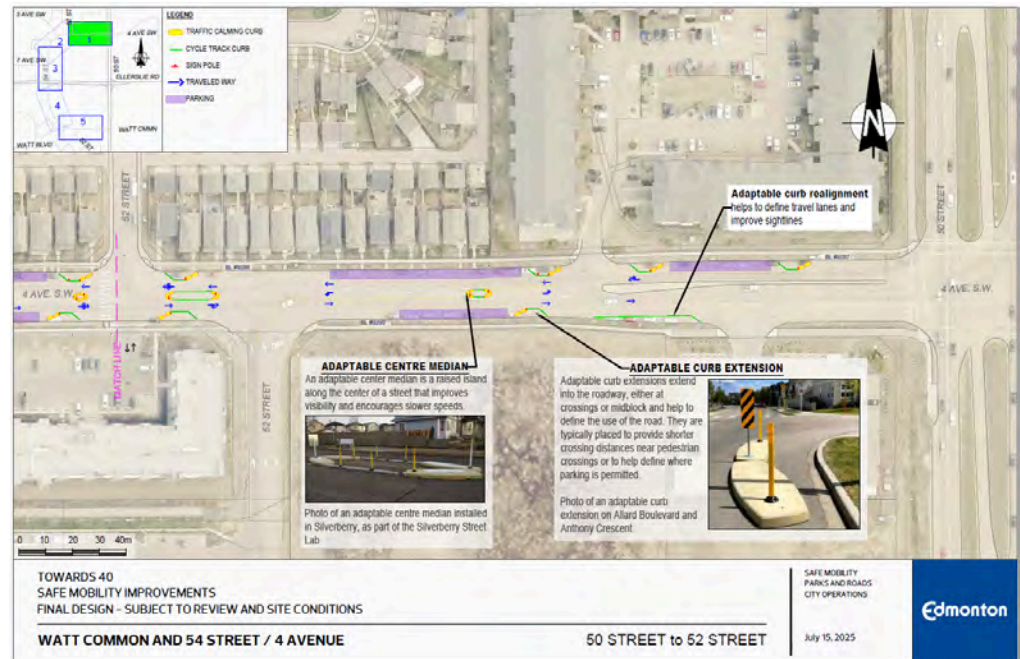 3 AVE SW
52 ST
1
4 AVE SW
2
7 AVE SW
3
50 ST
ELLERSLIE RD
4
5
WATT CMMN
WATT BLVD
LEGEND
TRAFFIC CALMING CURB
CYCLE TRACK CURB
SIGN POLE
TRAVELED WAY
PARKING
N
52 STREET
50 STREET
Adaptable curb realignment
helps to define travel lanes and
improve sightlines
4 AVE. S.W.
4 AVE. S.W.
MATCH LINE
52 STREET
ADAPTABLE CENTRE MEDIAN
An adaptable center median is a raised island
along the center of a street that improves
visibility and encourages slower speeds.
Photo of an adaptable centre median installed
in Silverberry, as part of the Silverberry Street
Lab
ADAPTABLE CURB EXTENSION
Adaptable curb extensions extend
into the roadway, either at
crossings or midblock and help to
define the use of the road. They are
typically placed to provide shorter
crossing distances near pedestrian
crossings or to help define where
parking is permitted.
Photo of an adaptable curb
extension on Allard Boulevard and
Anthony Crescent
0 10 20 30 40m
TOWARDS 40
SAFE MOBILITY IMPROVEMENTS
FINAL DESIGN - SUBJECT TO REVIEW AND SITE CONDITIONS
WATT COMMON AND 54 STREET / 4 AVENUE
50 STREET to 52 STREET
SAFE MOBILITY
PARKS AND ROADS
CITY OPERATIONS
July 15, 2025
Edmonton